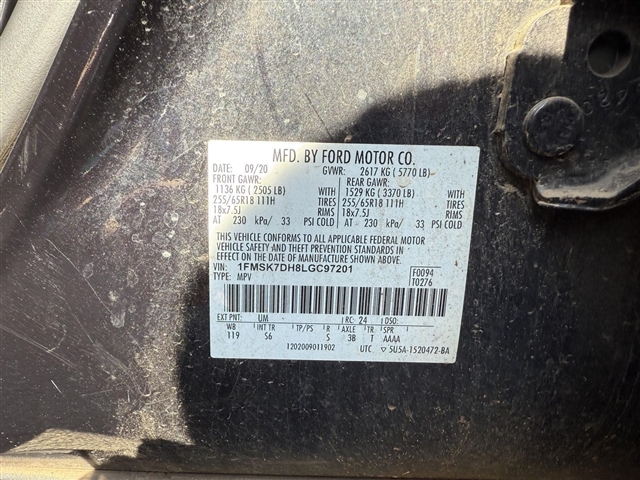 MFD. BY FORD MOTOR CO.
DATE: 09/20 GVWR: 2617 KG ( 5770 LB)
FRONT GAWR: REAR GAWR:
1136 KG ( 2505 LB) WITH 1529 KG ( 3370 LB) WITH
255/65R18 111H TIRES 255/65R18 111H TIRES
18x7.5J RIMS 18x7.5J RIMS
AT 230 kPa/ 33 PSI COLD AT 230 kPa/ 33 PSI COLD
THIS VEHICLE CONFORMS TO ALL APPLICABLE FEDERAL MOTOR
VEHICLE SAFETY AND THEFT PREVENTION STANDARDS IN
EFFECT ON THE DATE OF MANUFACTURE SHOWN ABOVE.
VIN: 1FMSK7DH8LGC97201 F0094
TYPE: MPV T0276
EXT PNT: UM RC: 24 DSO:
WB INT TR TP/PS R AXLE TR SPR
119 S6 S 3B T AAAA
1202009011902 UTC ▽ 5U5A-1520472-BA